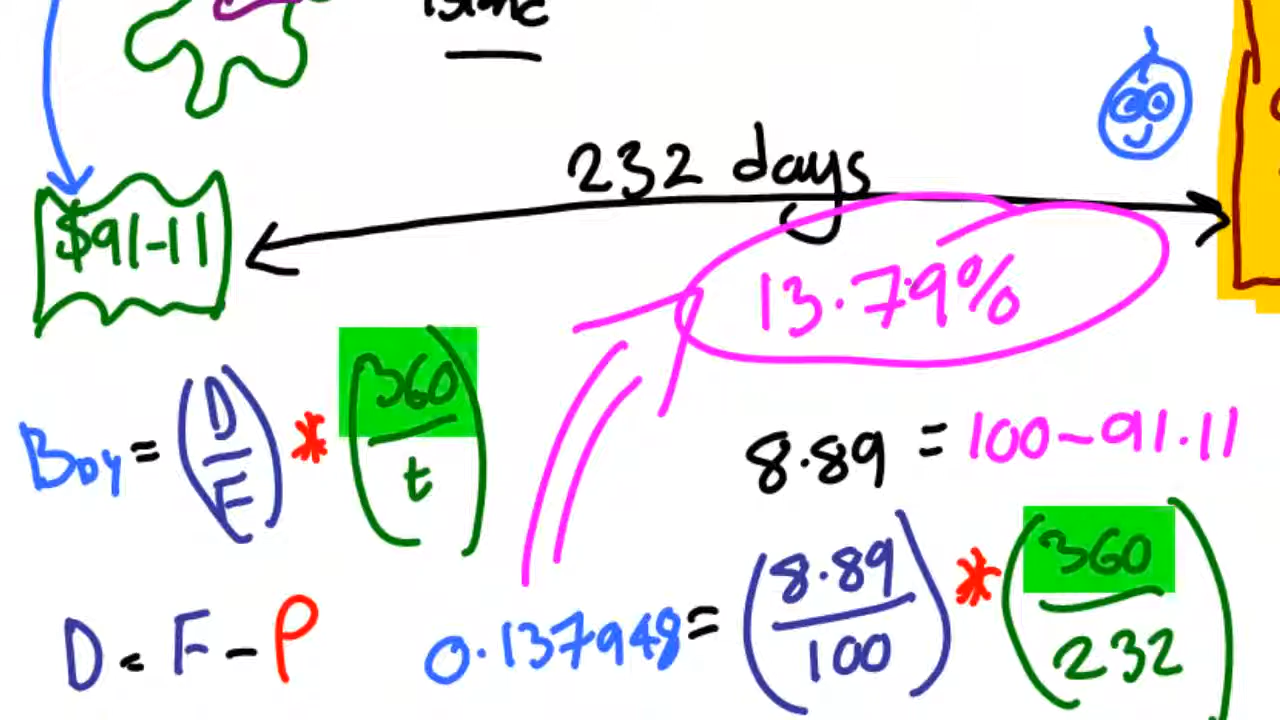 232 days
$91-11
13.79%
BDY = (D/F) * (360/t)
8.89 = 100-91.11
D = F - P
0.137948 = (8.89/100) * (360/232)